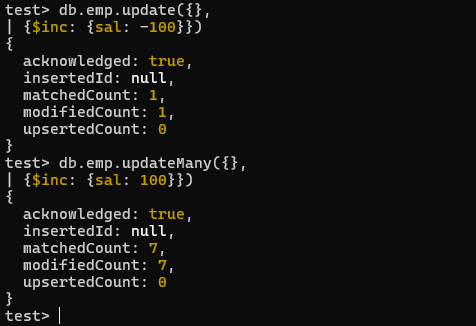 test> db.emp.update({},
| {$inc: {sal: -100}})
{
  acknowledged: true,
  insertedId: null,
  matchedCount: 1,
  modifiedCount: 1,
  upsertedCount: 0
}
test> db.emp.updateMany({},
| {$inc: {sal: 100}})
{
  acknowledged: true,
  insertedId: null,
  matchedCount: 7,
  modifiedCount: 7,
  upsertedCount: 0
}
test>